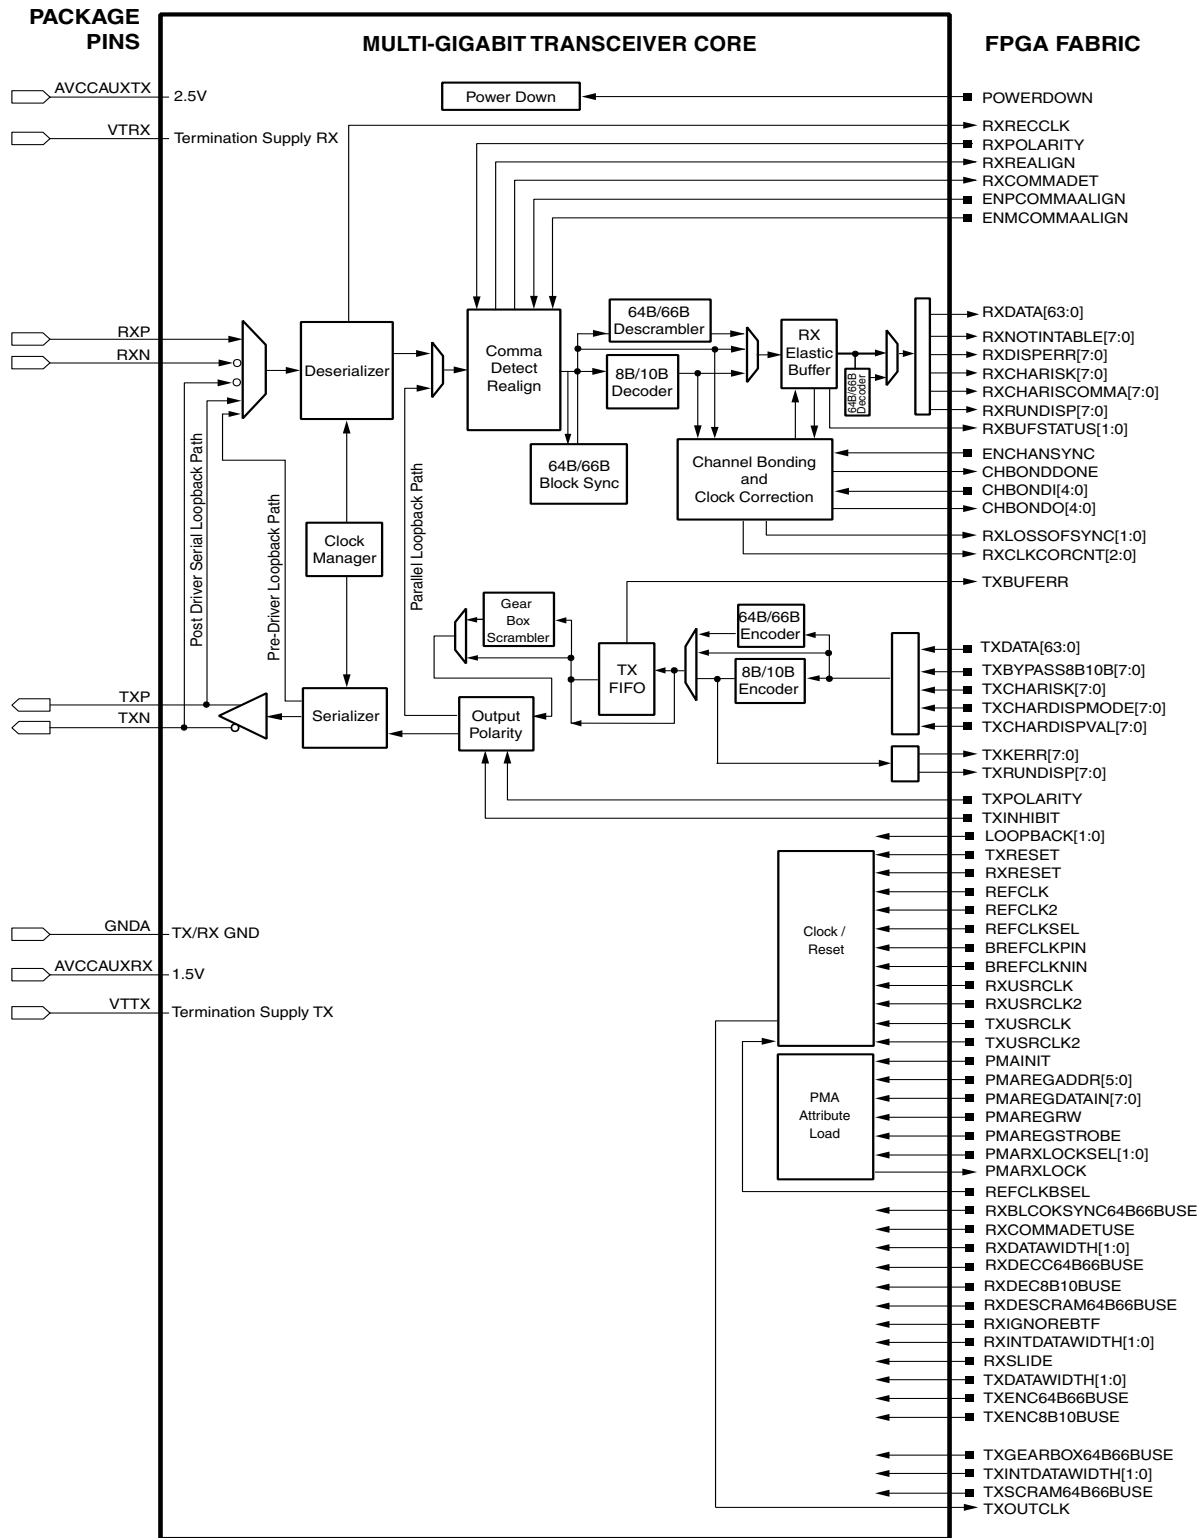 PACKAGE
PINS
MULTI-GIGABIT TRANSCEIVER CORE
FPGA FABRIC
AVCCAUXTX
2.5V
VTRX
Termination Supply RX
Power Down
POWERDOWN
RXRECCLK
RXPOLARITY
RXREALIGN
RXCOMMADET
ENPCOMMAALIGN
ENMCOMMAALIGN
RXP
RXN
Deserializer
Comma
Detect
Realign
64B/66B
Descrambler
8B/10B
Decoder
64B/66B
Block Sync
RX
Elastic
Buffer
64B/66B
Decoder
Channel Bonding
and
Clock Correction
RXDATA[63:0]
RXNOTINTABLE[7:0]
RXDISPERR[7:0]
RXCHARISK[7:0]
RXCHARISCOMMA[7:0]
RXRUNDISP[7:0]
RXBUFSTATUS[1:0]
ENCHANSYNC
CHBONDDONE
CHBONDI[4:0]
CHBONDO[4:0]
RXLOSSOFSYNC[1:0]
RXCLKCORCNT[2:0]
TXBUFERR
Post Driver Serial Loopback Path
Pre-Driver Loopback Path
Parallel Loopback Path
Clock
Manager
Gear
Box
Scrambler
TX
FIFO
64B/66B
Encoder
8B/10B
Encoder
TXDATA[63:0]
TXBYPASS8B10B[7:0]
TXCHARISK[7:0]
TXCHARDISPMODE[7:0]
TXCHARDISPVAL[7:0]
TXP
TXN
Serializer
Output
Polarity
TXKERR[7:0]
TXRUNDISP[7:0]
TXPOLARITY
TXINHIBIT
LOOPBACK[1:0]
TXRESET
RXRESET
REFCLK
REFCLK2
REFCLKSEL
BREFCLKPIN
BREFCLKNIN
RXUSRCLK
RXUSRCLK2
TXUSRCLK
TXUSRCLK2
Clock /
Reset
GNDA
TX/RX GND
AVCCAUXRX
1.5V
VTTX
Termination Supply TX
PMA
Attribute
Load
PMAINIT
PMAREGADDR[5:0]
PMAREGDATAIN[7:0]
PMAREGRW
PMAREGSTROBE
PMARXLOCKSEL[1:0]
PMARXLOCK
REFCLKBSEL
RXBLCOKSYNC64B66BUSE
RXCOMMADETUSE
RXDATAWIDTH[1:0]
RXDECC64B66BUSE
RXDEC8B10BUSE
RXDESCRAM64B66BUSE
RXIGNOREBTF
RXINTDATAWIDTH[1:0]
RXSLIDE
TXDATAWIDTH[1:0]
TXENC64B66BUSE
TXENC8B10BUSE
TXGEARBOX64B66BUSE
TXINTDATAWIDTH[1:0]
TXSCRAM64B66BUSE
TXOUTCLK